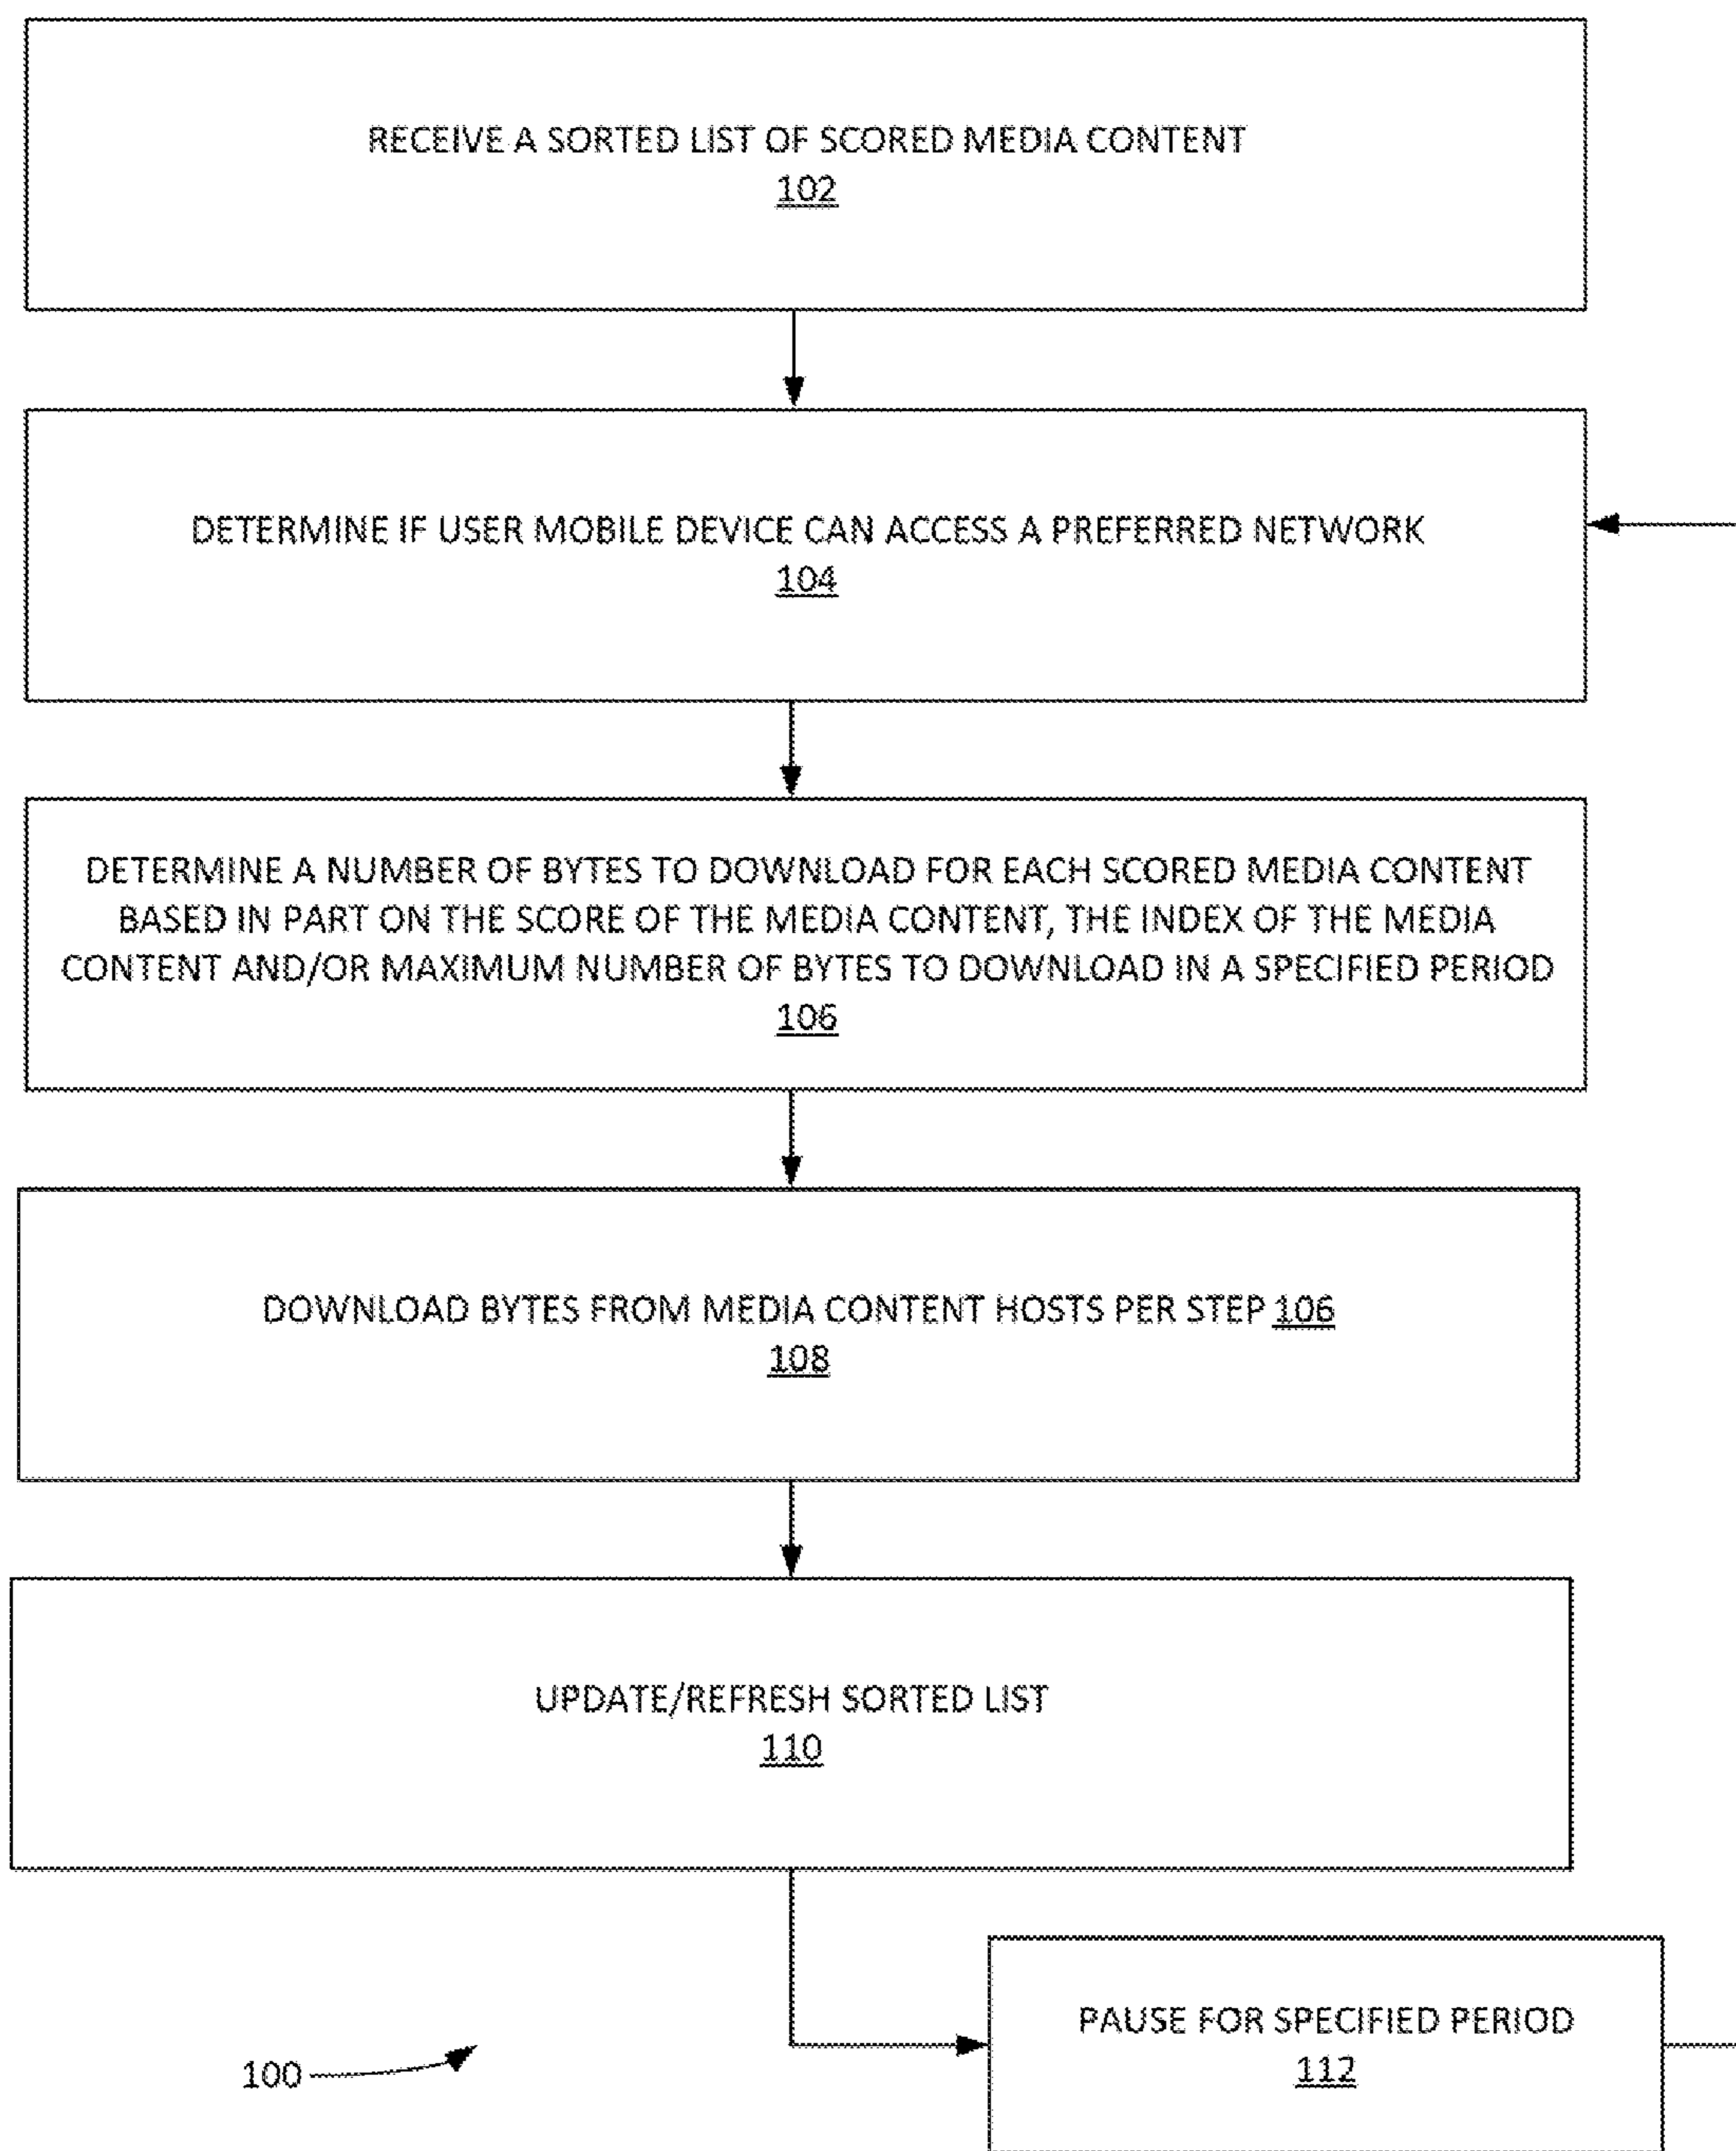 RECEIVE A SORTED LIST OF SCORED MEDIA CONTENT
102
DETERMINE IF USER MOBILE DEVICE CAN ACCESS A PREFERRED NETWORK
104
DETERMINE A NUMBER OF BYTES TO DOWNLOAD FOR EACH SCORED MEDIA CONTENT
BASED IN PART ON THE SCORE OF THE MEDIA CONTENT, THE INDEX OF THE MEDIA
CONTENT AND/OR MAXIMUM NUMBER OF BYTES TO DOWNLOAD IN A SPECIFIED PERIOD
106
DOWNLOAD BYTES FROM MEDIA CONTENT HOSTS PER STEP 106
108
UPDATE/REFRESH SORTED LIST
110
PAUSE FOR SPECIFIED PERIOD
112
100